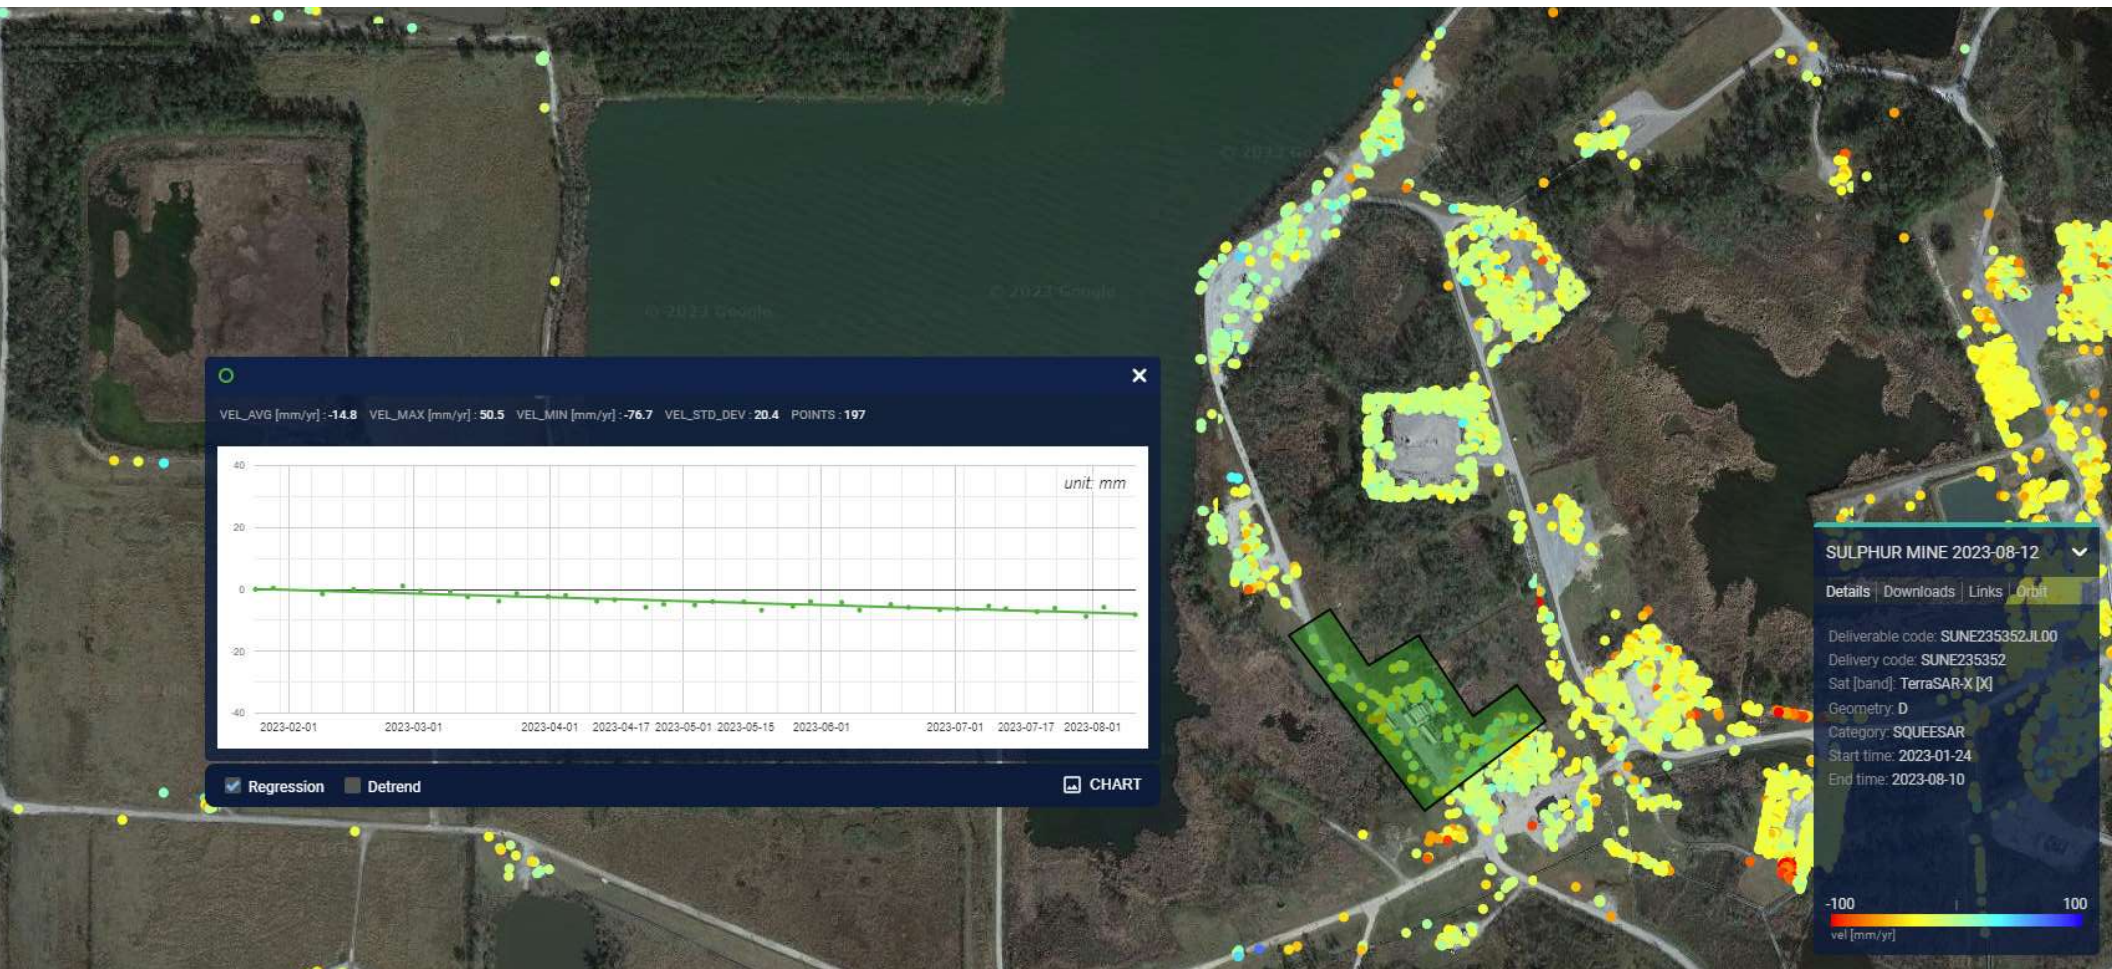 © 2023 Google
© 2023 Google
VEL_AVG [mm/yr] : -14.8 VEL_MAX [mm/yr] : 50.5 VEL_MIN [mm/yr] : -76.7 VEL_STD_DEV : 20.4 POINTS : 197
unit: mm
40
20
0
-20
-40
2023-02-01 2023-03-01 2023-04-01 2023-04-17 2023-05-01 2023-05-15 2023-06-01 2023-07-01 2023-07-17 2023-08-01
Regression Detrend CHART
SULPHUR MINE 2023-08-12
Details | Downloads | Links | Orbit
Deliverable code: SUNE235352JL00
Delivery code: SUNE235352
Sat [band]: TerraSAR-X [X]
Geometry: D
Category: SQUEESAR
Start time: 2023-01-24
End time: 2023-08-10
-100 100
vel [mm/yr]